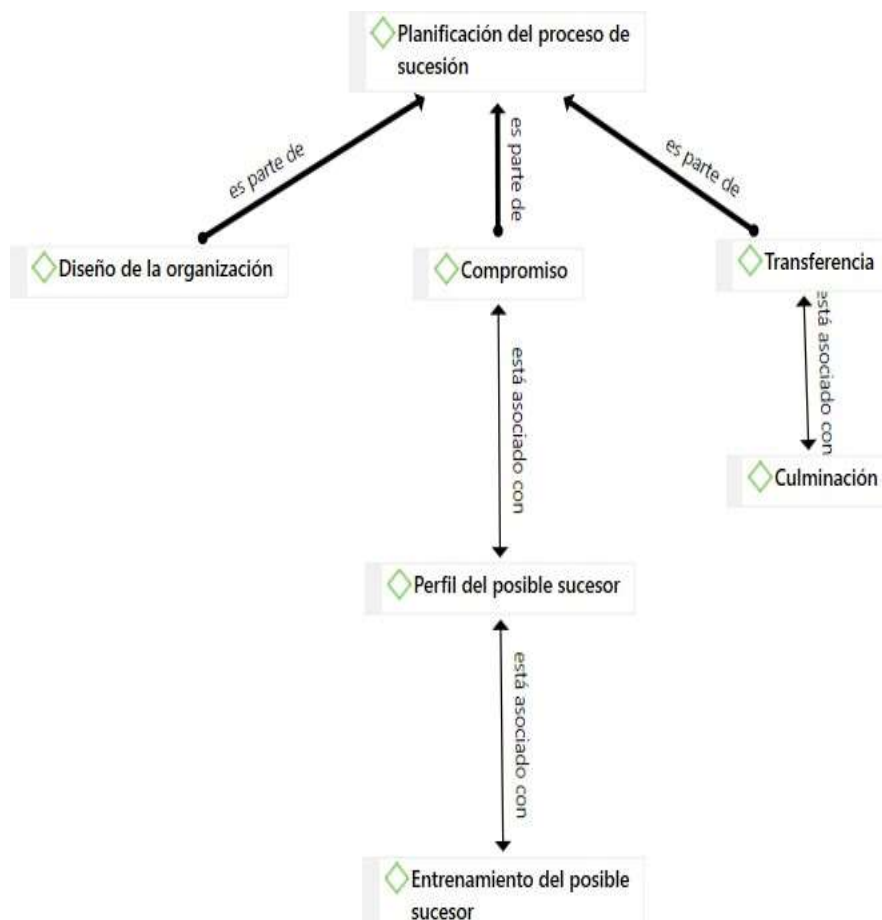 Planificación del proceso de
sucesión
es parte de
es parte de
es parte de
Diseño de la organización
Compromiso
Transferencia
está asociado con
está asociado con
Culminación
Perfil del posible sucesor
está asociado con
Entrenamiento del posible
sucesor